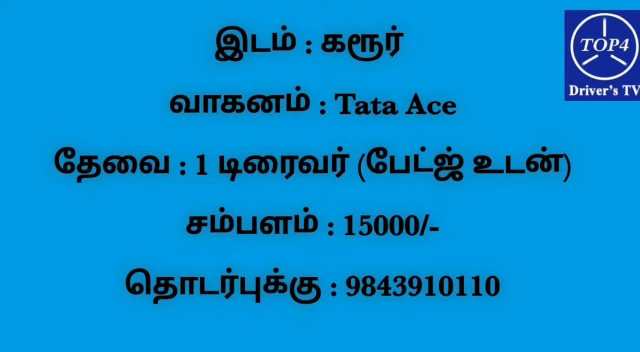 இடம் : கரூர்
TOP4
Driver's TV
வாகனம் : Tata Ace
தேவை : 1 டிரைவர் (பேட்ஜ் உடன்)
சம்பளம் : 15000/-
தொடர்புக்கு : 9843910110